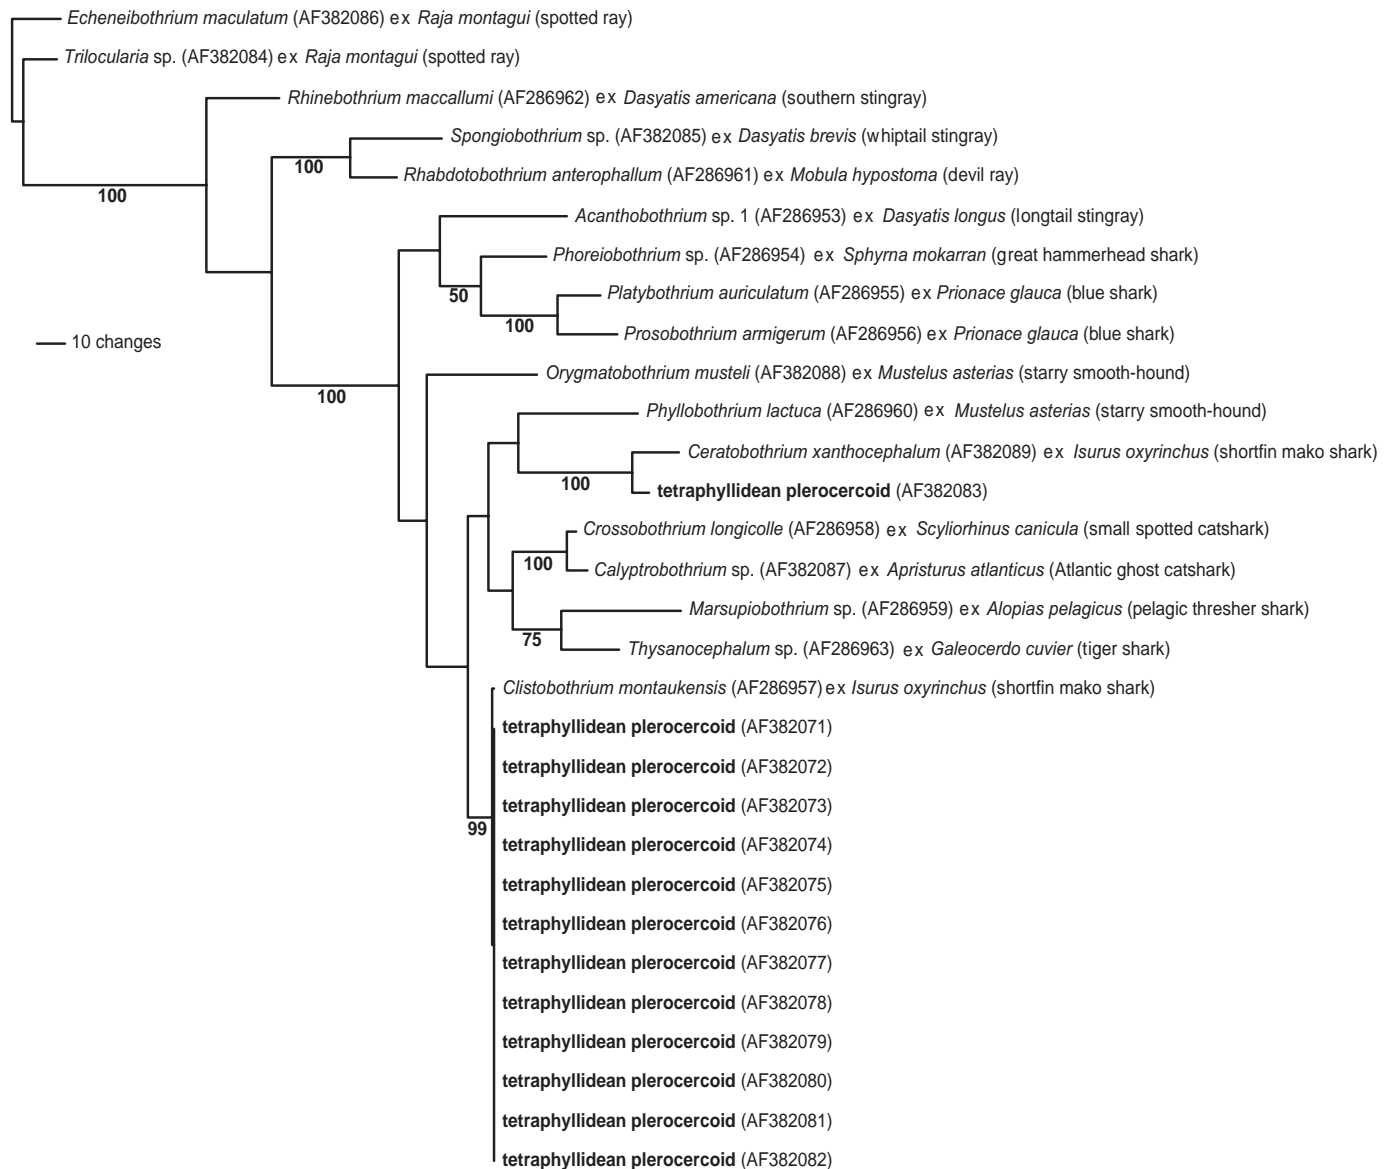 Echeneibothrium maculatum (AF382086) ex Raja montagui (spotted ray)
Trilocularia sp. (AF382084) ex Raja montagui (spotted ray)
Rhinebothrium maccallumi (AF286962) ex Dasyatis americana (southern stingray)
Spongiobothrium sp. (AF382085) ex Dasyatis brevis (whiptail stingray)
100
Rhabdotobothrium anterophallum (AF286961) ex Mobula hypostoma (devil ray)
100
Acanthobothrium sp. 1 (AF286953) ex Dasyatis longus (longtail stingray)
Phoreiobothrium sp. (AF286954) ex Sphyrna mokarran (great hammerhead shark)
50
Platybothrium auriculatum (AF286955) ex Prionace glauca (blue shark)
100
Prosobothrium armigerum (AF286956) ex Prionace glauca (blue shark)
10 changes
Orygmatobothrium musteli (AF382088) ex Mustelus asterias (starry smooth-hound)
100
Phyllobothrium lactuca (AF286960) ex Mustelus asterias (starry smooth-hound)
Ceratobothrium xanthocephalum (AF382089) ex Isurus oxyrinchus (shortfin mako shark)
100
tetraphyllidean plerocercoid (AF382083)
Crossobothrium longicolle (AF286958) ex Scyliorhinus canicula (small spotted catshark)
100
Calyptrobothrium sp. (AF382087) ex Apristurus atlanticus (Atlantic ghost catshark)
Marsupiobothrium sp. (AF286959) ex Alopias pelagicus (pelagic thresher shark)
75
Thysanocephalum sp. (AF286963) ex Galeocerdo cuvier (tiger shark)
Clistobothrium montaukensis (AF286957) ex Isurus oxyrinchus (shortfin mako shark)
tetraphyllidean plerocercoid (AF382071)
tetraphyllidean plerocercoid (AF382072)
tetraphyllidean plerocercoid (AF382073)
99
tetraphyllidean plerocercoid (AF382074)
tetraphyllidean plerocercoid (AF382075)
tetraphyllidean plerocercoid (AF382076)
tetraphyllidean plerocercoid (AF382077)
tetraphyllidean plerocercoid (AF382078)
tetraphyllidean plerocercoid (AF382079)
tetraphyllidean plerocercoid (AF382080)
tetraphyllidean plerocercoid (AF382081)
tetraphyllidean plerocercoid (AF382082)